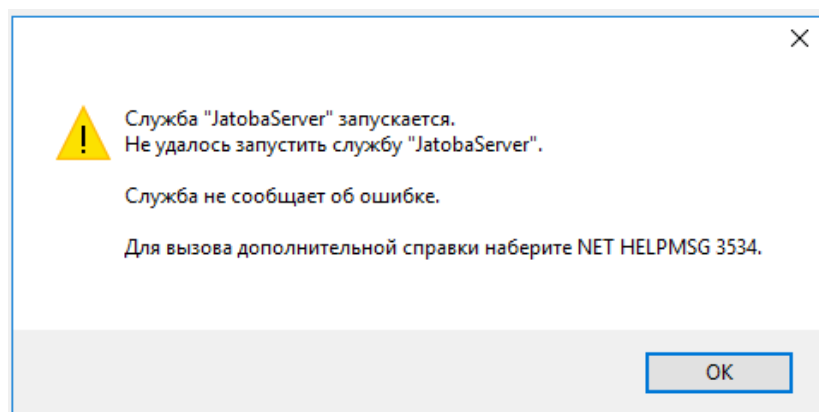 Служба "JatobaServer" запускается.
Не удалось запустить службу "JatobaServer".
Служба не сообщает об ошибке.
Для вызова дополнительной справки наберите NET HELPMSG 3534.
ОК